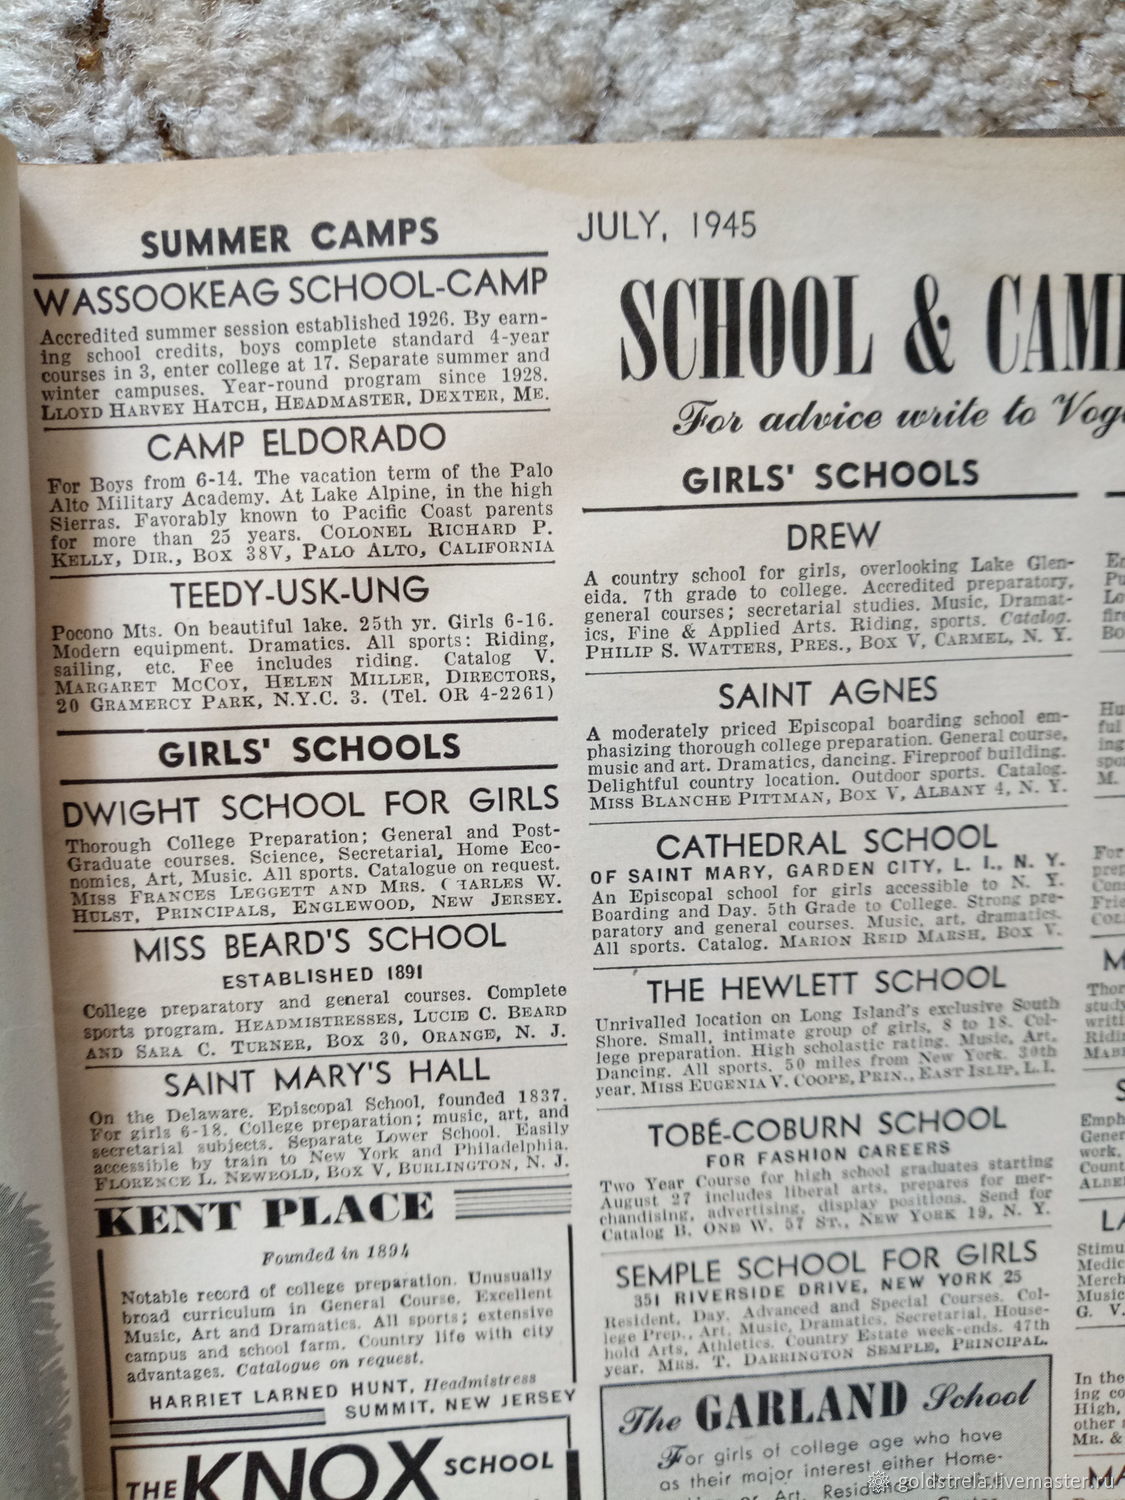 SUMMER CAMPS
WASSOOKEAG SCHOOL-CAMP
Accredited summer session established 1926. By earn-
ing school credits, boys complete standard 4-year
courses in 3, enter college at 17. Separate summer and
winter campuses. Year-round program since 1928.
LLOYD HARVEY HATCH, HEADMASTER, DEXTER, ME.
CAMP ELDORADO
For Boys from 6-14. The vacation term of the Palo
Alto Military Academy. At Lake Alpine, in the high
Sierras. Favorably known to Pacific Coast parents
for more than 25 years. COLONEL RICHARD P.
KELLY, DIR., BOX 38V, PALO ALTO, CALIFORNIA
TEEDY-USK-UNG
Pocono Mts. On beautiful lake. 25th yr. Girls 6-16.
Modern equipment. Dramatics. All sports: Riding,
sailing, etc. Fee includes riding. Catalog V.
MARGARET MCCOY, HELEN MILLER, DIRECTORS,
20 GRAMERCY PARK, N.Y.C. 3. (Tel. OR 4-2261)
GIRLS' SCHOOLS
DWIGHT SCHOOL FOR GIRLS
Thorough College Preparation; General and Post-
Graduate courses. Science, Secretarial, Home Eco-
nomics, Art, Music. All sports. Catalogue on request.
MISS FRANCES LEGGETT AND MRS. CHARLES W.
HULST, PRINCIPALS, ENGLEWOOD, NEW JERSEY.
MISS BEARD'S SCHOOL
ESTABLISHED 1891
College preparatory and general courses. Complete
sports program. HEADMISTRESSES, LUCIE C. BEARD
AND SARA C. TURNER, BOX 30, ORANGE, N. J.
SAINT MARY'S HALL
On the Delaware. Episcopal School, founded 1837.
For girls 6-18. College preparation; music, art, and
secretarial subjects. Separate Lower School. Easily
accessible by train to New York and Philadelphia.
FLORENCE L. NEWBOLD, BOX V, BURLINGTON, N. J.
KENT PLACE
Founded in 1894
Notable record of college preparation. Unusually
broad curriculum in General Course. Excellent
Music, Art and Dramatics. All sports; extensive
campus and school farm. Country life with city
advantages. Catalogue on request.
HARRIET LARNED HUNT, Headmistress
SUMMIT, NEW JERSEY
THE KNOX SCHOOL
JULY, 1945
SCHOOL & CAM
For advice write to Vog
GIRLS' SCHOOLS
DREW
A country school for girls, overlooking Lake Glen-
eida. 7th grade to college. Accredited preparatory,
general courses; secretarial studies. Music, Dramat-
ics, Fine & Applied Arts. Riding, sports. Catalog.
PHILIP S. WATTERS, PRES., BOX V, CARMEL, N. Y.
SAINT AGNES
A moderately priced Episcopal boarding school em-
phasizing thorough college preparation. General course,
music and art. Dramatics, dancing. Fireproof building.
Delightful country location. Outdoor sports. Catalog.
MISS BLANCHE PITTMAN, BOX V, ALBANY 4, N. Y.
CATHEDRAL SCHOOL
OF SAINT MARY, GARDEN CITY, L. I., N. Y.
An Episcopal school for girls accessible to N. Y.
Boarding and Day. 5th Grade to College. Strong pre-
paratory and general courses. Music, art, dramatics.
All sports. Catalog. MARION REID MARSH, BOX V.
THE HEWLETT SCHOOL
Unrivalled location on Long Island's exclusive South
Shore. Small, intimate group of girls, 8 to 18. Col-
lege preparation. High scholastic rating. Music, Art,
Dancing. All sports. 50 miles from New York. 30th
year. MISS EUGENIA V. COOPE, PRIN., EAST ISLIP, L. I.
TOBÉ-COBURN SCHOOL
FOR FASHION CAREERS
Two Year Course for high school graduates starting
August 27 includes liberal arts, prepares for mer-
chandising, advertising, display positions. Send for
Catalog B. ONE W. 57 ST., NEW YORK 19, N. Y.
SEMPLE SCHOOL FOR GIRLS
351 RIVERSIDE DRIVE, NEW YORK 25
Resident, Day. Advanced and Special Courses. Col-
lege Prep., Art, Music, Dramatics, Secretarial, House-
hold Arts, Athletics. Country Estate week-ends. 47th
year. MRS. T. DARRINGTON SEMPLE, PRINCIPAL.
The GARLAND School
For girls of college age who have
as their major interest either Home-
Art, Resid
goldstrela.livemaster.ru